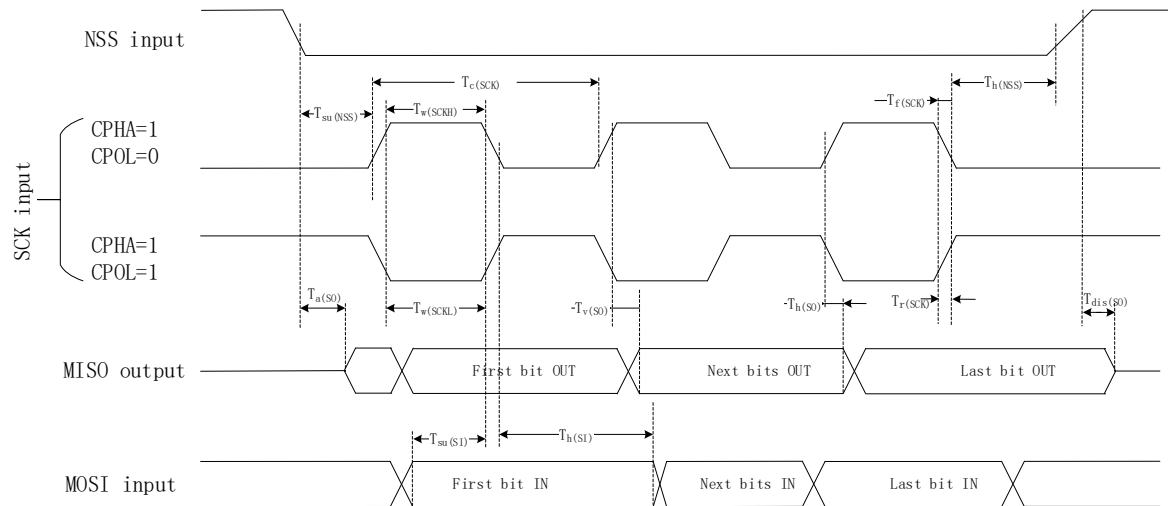 NSS input
Tc(SCK)
Th(NSS)
Tsu(NSS)
Tw(SCKH)
Tf(SCK)
SCK input
CPHA=1
CPOL=0
CPHA=1
CPOL=1
Ta(SO)
Tw(SCKL)
Tv(SO)
Th(SO)
Tr(SCK)
Tdis(SO)
MISO output
First bit OUT
Next bits OUT
Last bit OUT
Tsu(SI)
Th(SI)
MOSI input
First bit IN
Next bits IN
Last bit IN